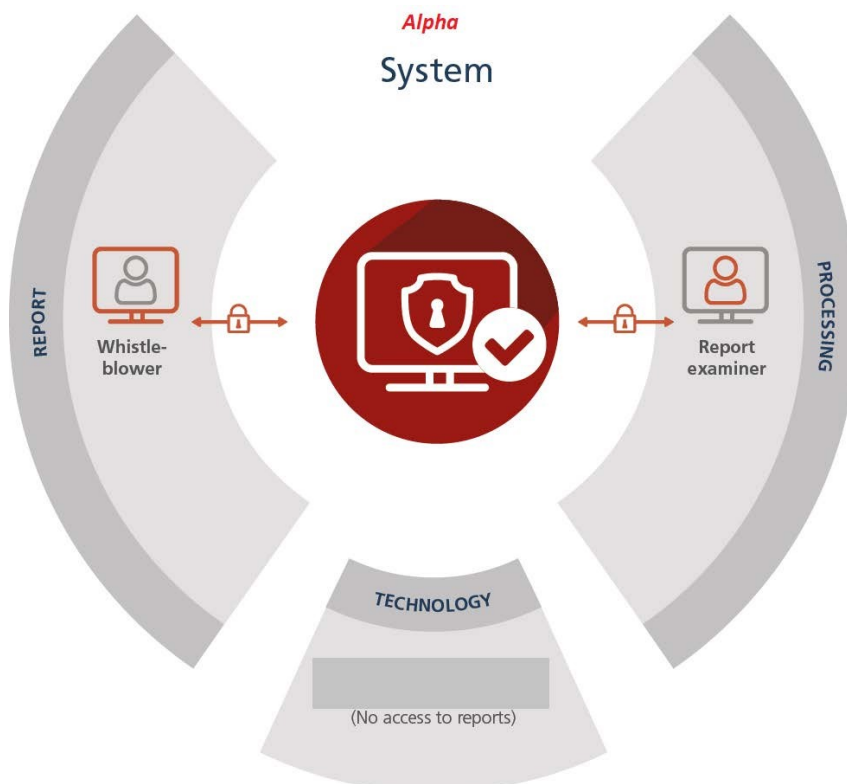 Alpha
System
REPORT
Whistle-
blower
Report
examiner
PROCESSING
TECHNOLOGY
(No access to reports)